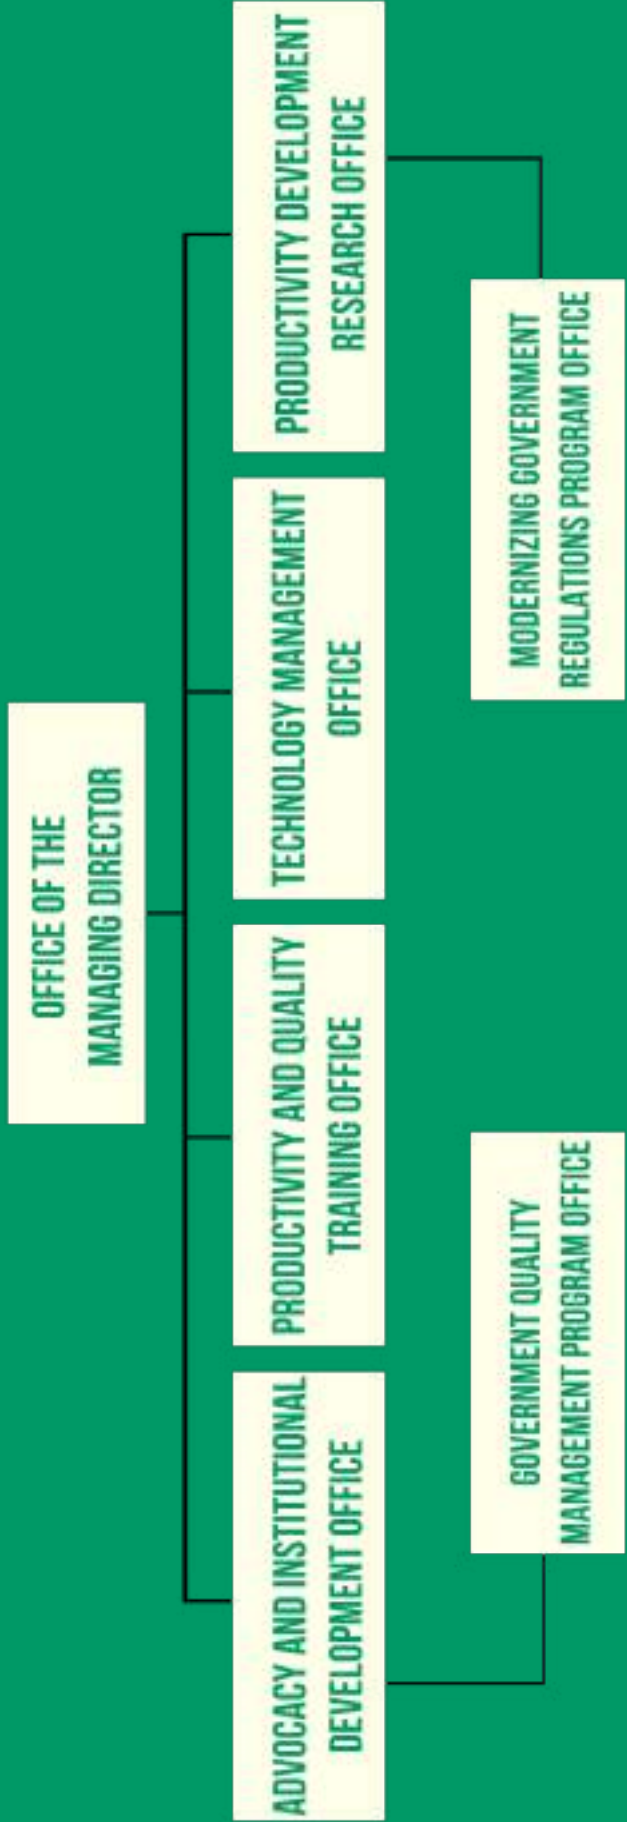 OFFICE OF THE
MANAGING DIRECTOR
ADVOCACY AND INSTITUTIONAL
DEVELOPMENT OFFICE
PRODUCTIVITY AND QUALITY
TRAINING OFFICE
TECHNOLOGY MANAGEMENT
OFFICE
PRODUCTIVITY DEVELOPMENT
RESEARCH OFFICE
GOVERNMENT QUALITY
MANAGEMENT PROGRAM OFFICE
MODERNIZING GOVERNMENT
REGULATIONS PROGRAM OFFICE